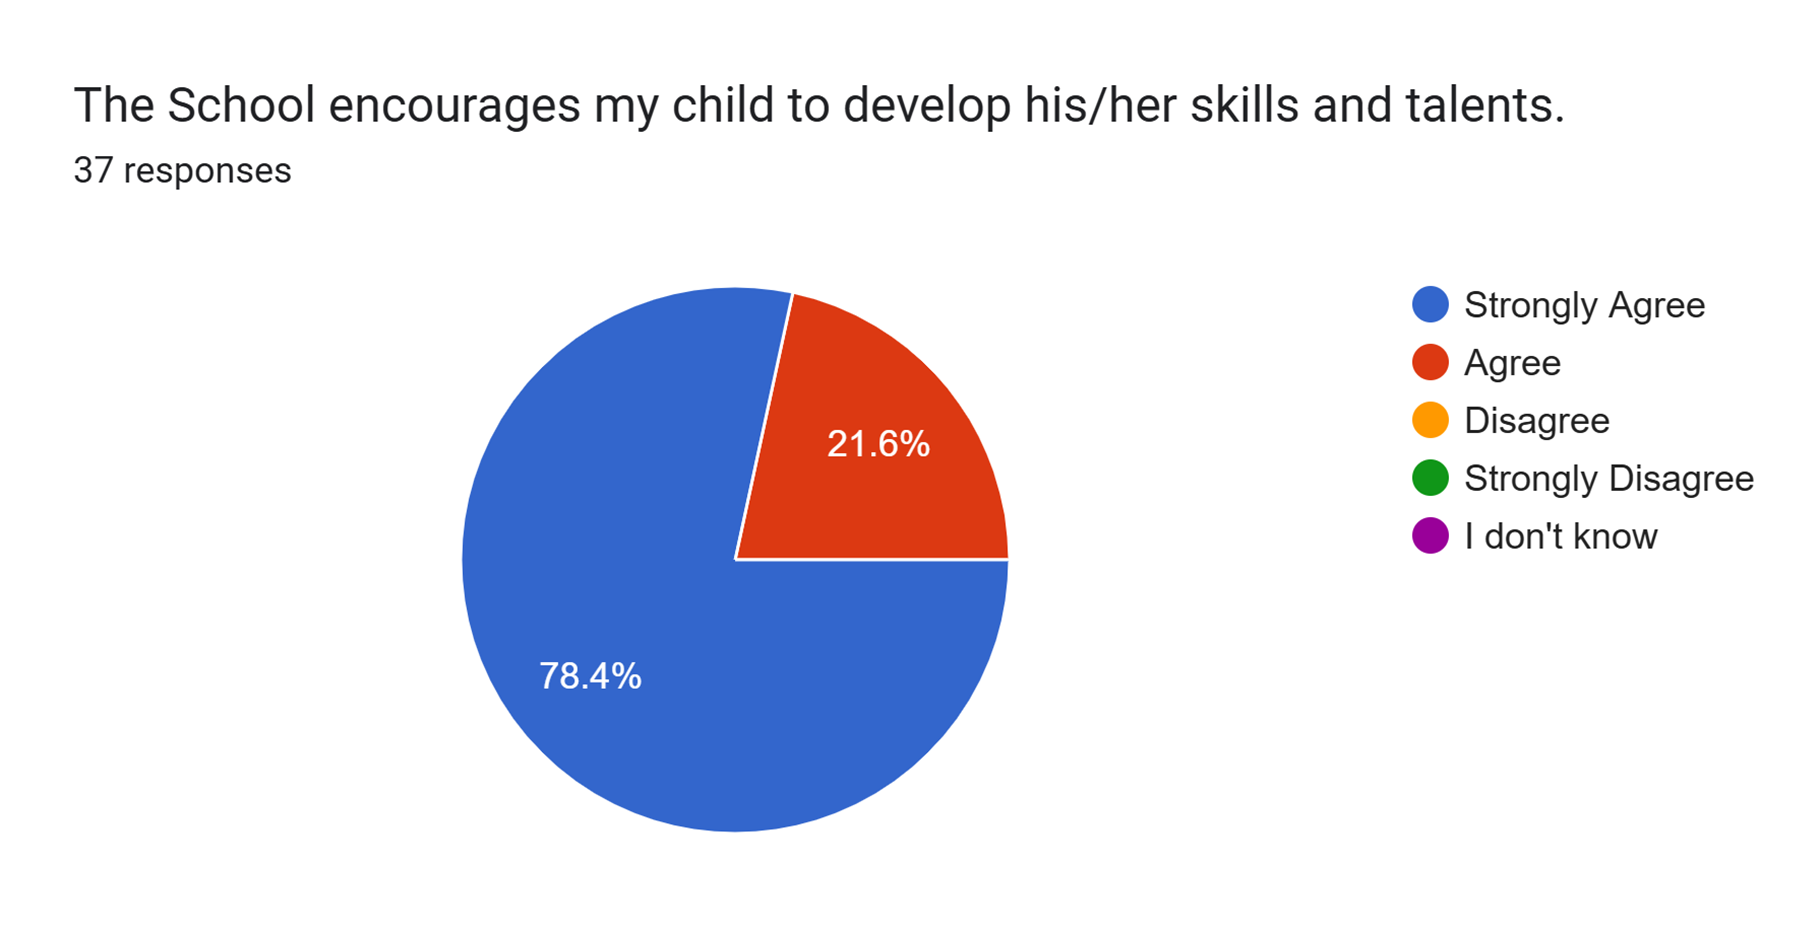 The School encourages my child to develop his/her skills and talents.
37 responses
Strongly Agree
Agree
Disagree
Strongly Disagree
I don't know
21.6%
78.4%